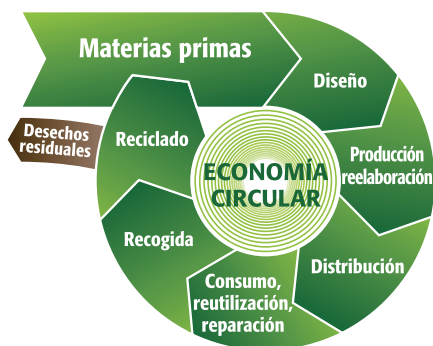 Materias primas
Diseño
Producción
reelaboración
Distribución
Consumo,
reutilización,
reparación
Recogida
Reciclado
Desechos
residuales
ECONOMÍA
CIRCULAR